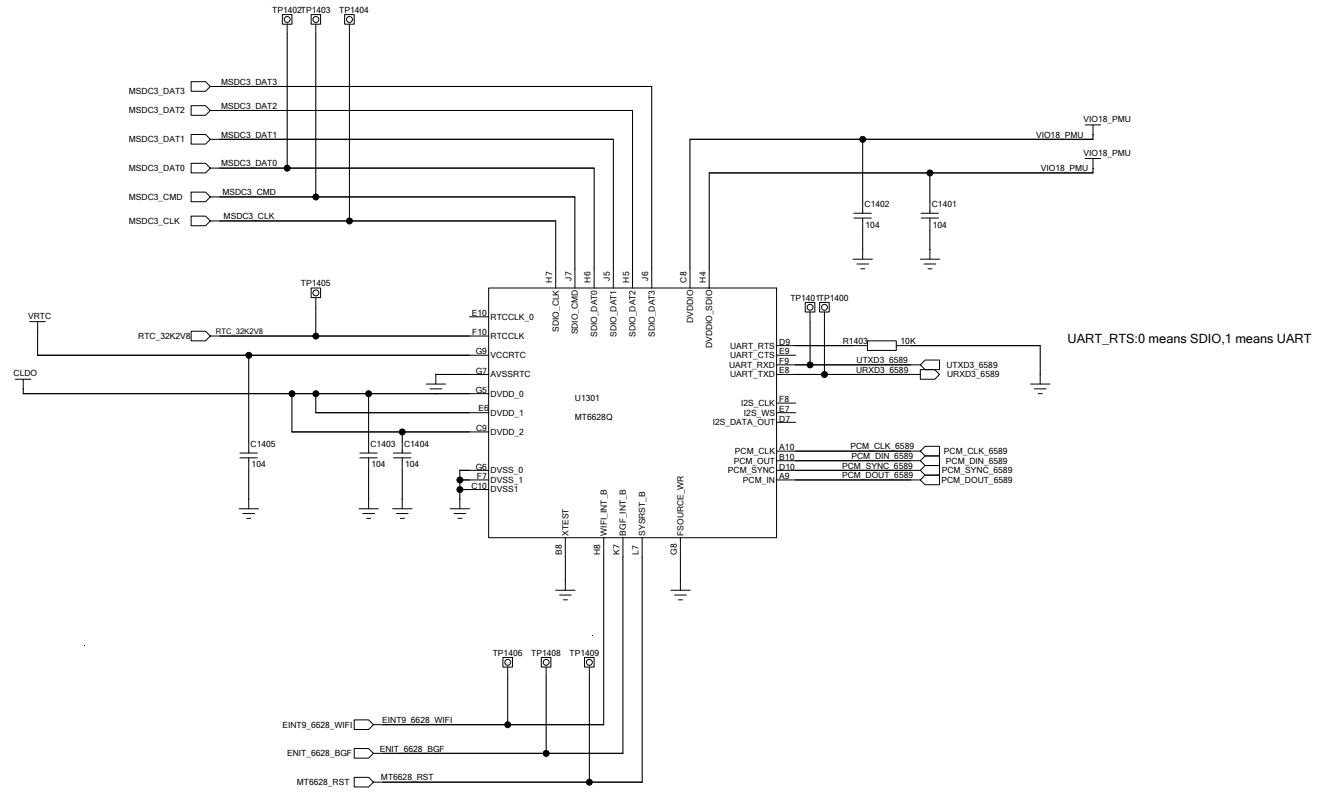 TP1402TP1403 TP1404
MSDC3_DAT3 MSDC3_DAT3
MSDC3_DAT2 MSDC3_DAT2
MSDC3_DAT1 MSDC3_DAT1
MSDC3_DAT0 MSDC3_DAT0
MSDC3_CMD MSDC3_CMD
MSDC3_CLK MSDC3_CLK
VIO18_PMU
VIO18_PMU
VIO18_PMU
VIO18_PMU
C1402
104
C1401
104
H7 J7 H6 J5 H5 J6 C8 H4
SDIO_CLK
SDIO_CMD
SDIO_DAT0
SDIO_DAT1
SDIO_DAT2
SDIO_DAT3
DVDDIO
DVDDIO_SDIO
TP1405
VRTC
RTC_32K2V8 RTC_32K2V8
CLDO
E10 RTCCLK_0
F10 RTCCLK
G9 VCCRTC
G7 AVSSRTC
G5 DVDD_0
E6 DVDD_1
C9 DVDD_2
G6 DVSS_0
F7 DVSS_1
C10 DVSS1
C1405
104
C1403
104
C1404
104
U1301
MT6628Q
TP1401TP1400
UART_RTS D9 R1403 10K
UART_CTS E9
UART_RXD F9 UTXD3_6589 UTXD3_6589
UART_TXD E8 URXD3_6589 URXD3_6589
UART_RTS:0 means SDIO,1 means UART
I2S_CLK F8
I2S_WS E7
I2S_DATA_OUT D7
PCM_CLK A10 PCM_CLK_6589 PCM_CLK_6589
PCM_OUT B10 PCM_DIN_6589 PCM_DIN_6589
PCM_SYNC D10 PCM_SYNC_6589 PCM_SYNC_6589
PCM_IN A9 PCM_DOUT_6589 PCM_DOUT_6589
XTEST
WIFI_INT_B
BGF_INT_B
SYSRST_B
FSOURCE_WR
B8 H8 K7 L7 G8
TP1406 TP1408 TP1409
EINT9_6628_WIFI EINT9_6628_WIFI
ENIT_6628_BGF ENIT_6628_BGF
MT6628_RST MT6628_RST